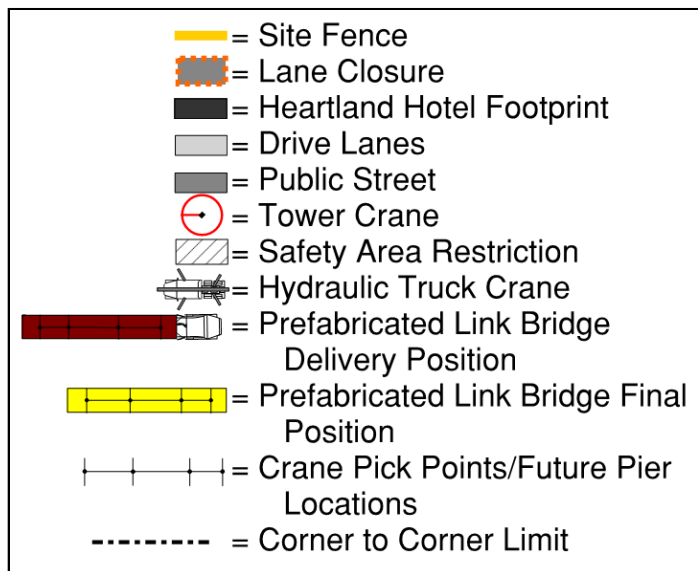 = Site Fence
= Lane Closure
= Heartland Hotel Footprint
= Drive Lanes
= Public Street
= Tower Crane
= Safety Area Restriction
= Hydraulic Truck Crane
= Prefabricated Link Bridge
Delivery Position
= Prefabricated Link Bridge Final
Position
= Crane Pick Points/Future Pier
Locations
= Corner to Corner Limit